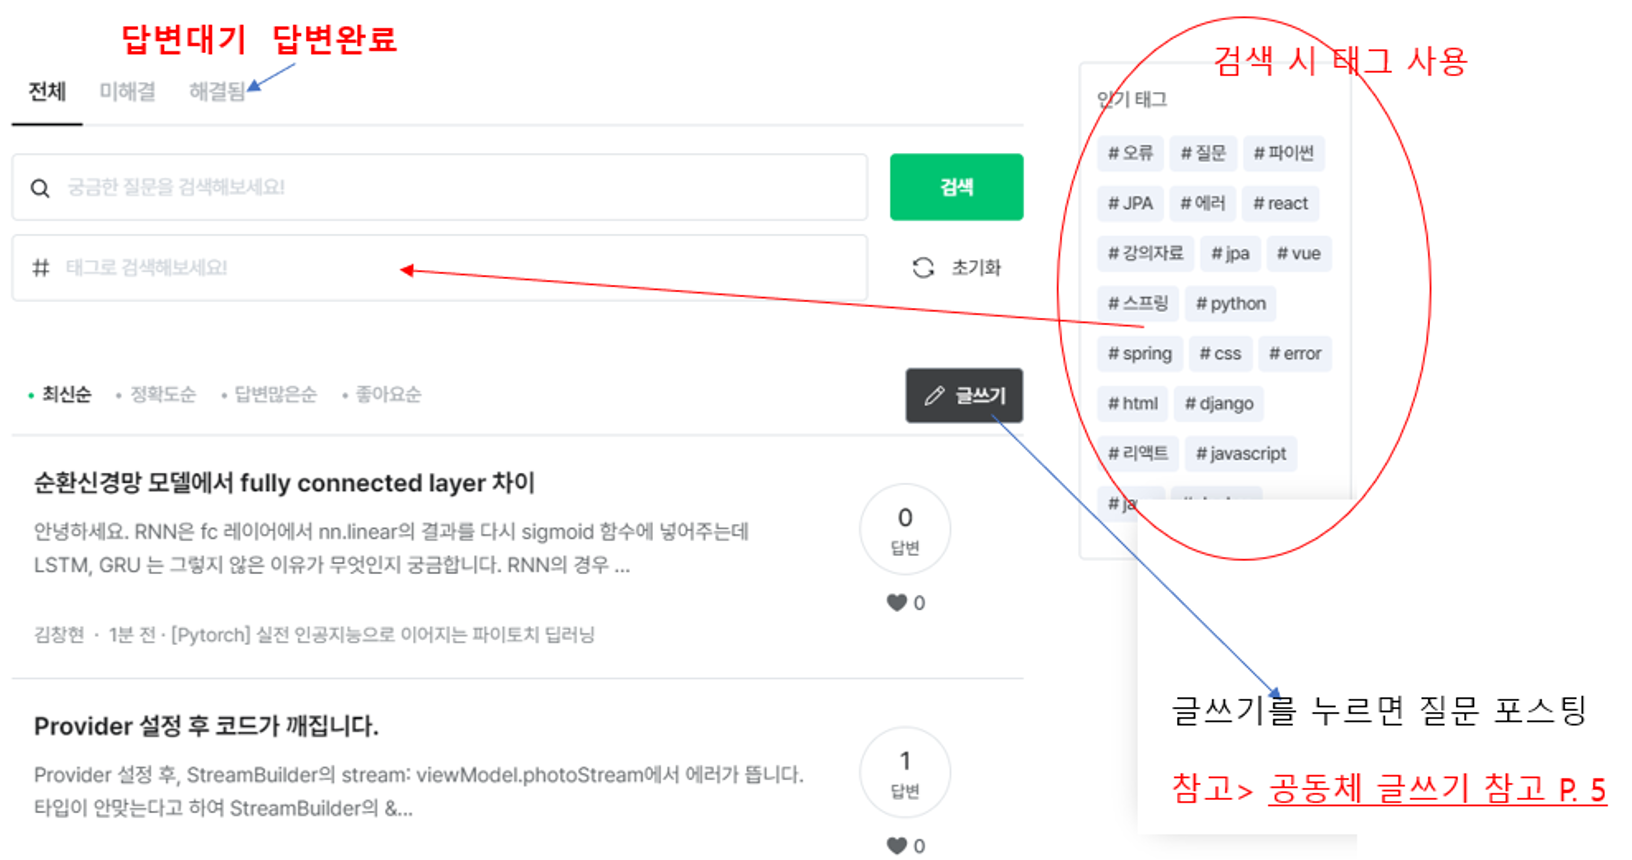 답변대기 답변완료
전체 미해결 해결됨
궁금한 질문을 검색해보세요!
검색
# 태그로 검색해보세요!
초기화
• 최신순 • 정확도순 • 답변많은순 • 좋아요순
글쓰기
순환신경망 모델에서 fully connected layer 차이
안녕하세요. RNN은 fc 레이어에서 nn.linear의 결과를 다시 sigmoid 함수에 넣어주는데
LSTM, GRU 는 그렇지 않은 이유가 무엇인지 궁금합니다. RNN의 경우 ...
김창현 · 1분 전 · [Pytorch] 실전 인공지능으로 이어지는 파이토치 딥러닝
0
답변
0
Provider 설정 후 코드가 깨집니다.
Provider 설정 후, StreamBuilder의 stream: viewModel.photoStream에서 에러가 뜹니다.
타입이 안맞는다고 하여 StreamBuilder의 &...
1
답변
0
검색 시 태그 사용
인기 태그
# 오류 # 질문 # 파이썬
# JPA # 에러 # react
# 강의자료 # jpa # vue
# 스프링 # python
# spring # css # error
# html # django
# 리액트 # javascript
# ja
글쓰기를 누르면 질문 포스팅
참고> 공동체 글쓰기 참고 P. 5